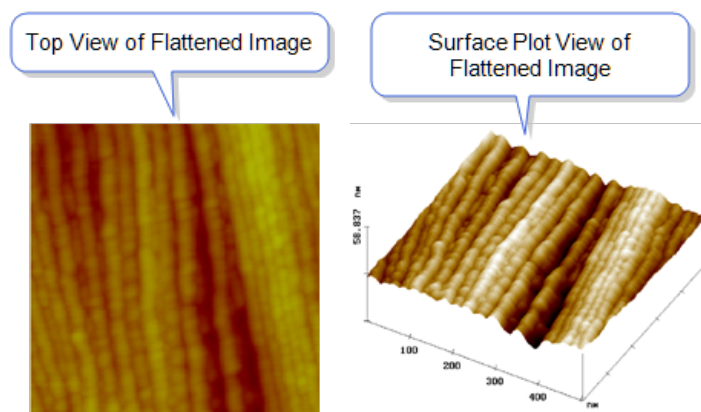 Top View of Flattened Image
Surface Plot View of
Flattened Image
nm
58.837
100
200
300
400
nm